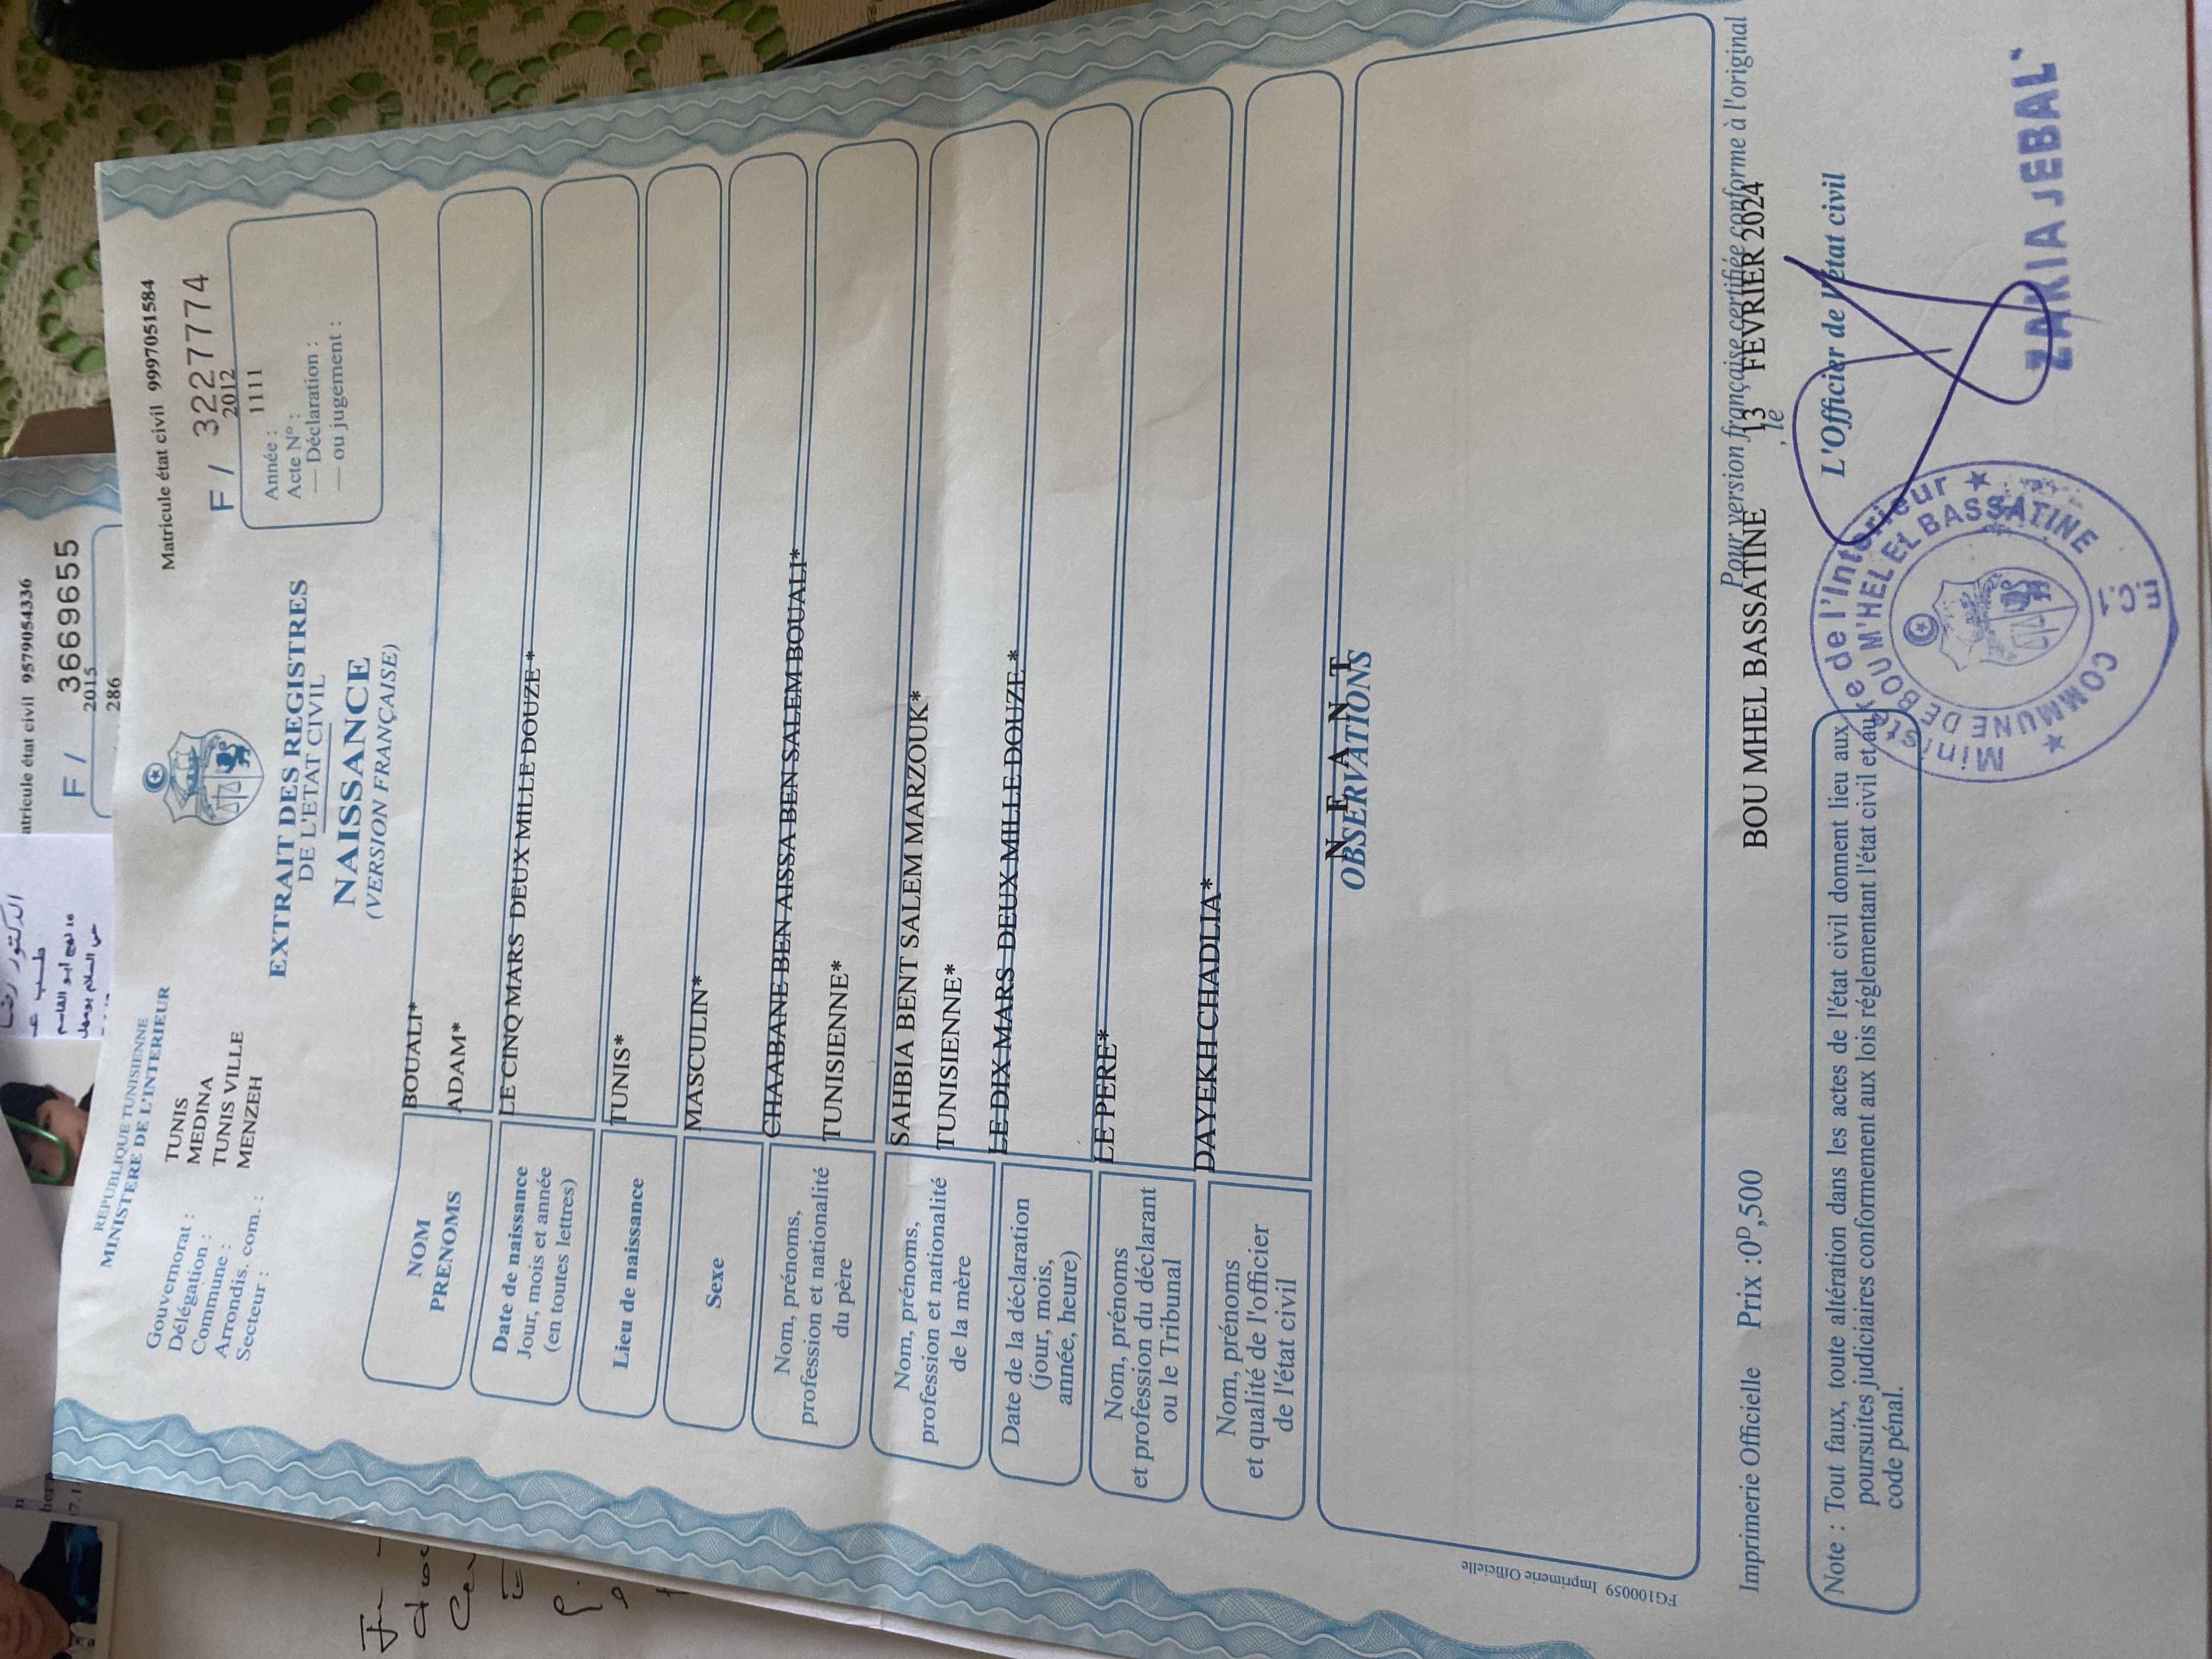 REPUBLIQUE TUNISIENNE
MINISTERE DE L'INTERIEUR
Gouvernorat : TUNIS
Délégation : MEDINA
Commune : TUNIS VILLE
Arrondis. com. : MENZEH
Secteur :
Matricule état civil 9997051584
F / 3227774
Année : 2012
Acte N° : 1111
— Déclaration :
— ou jugement :
EXTRAIT DES REGISTRES
DE L'ETAT CIVIL
NAISSANCE
(VERSION FRANÇAISE)
NOM
PRENOMS
BOUALI*
ADAM*
Date de naissance
Jour, mois et année
(en toutes lettres)
LE CINQ MARS DEUX MILLE DOUZE *
Lieu de naissance
TUNIS*
Sexe
MASCULIN*
Nom, prénoms,
profession et nationalité
du père
CHAABANE BEN AISSA BEN SALEM BOUALI*
TUNISIENNE*
Nom, prénoms,
profession et nationalité
de la mère
SAHBIA BENT SALEM MARZOUK*
TUNISIENNE*
Date de la déclaration
(jour, mois,
année, heure)
LE DIX MARS DEUX MILLE DOUZE *
Nom, prénoms
et profession du déclarant
ou le Tribunal
LE PERE*
Nom, prénoms
et qualité de l'officier
de l'état civil
DAYEKH CHADLIA*
N E A N T
OBSERVATIONS
FG100059 Imprimerie Officielle
Imprimerie Officielle Prix :0D,500
Pour version française certifiée conforme à l'original
BOU MHEL BASSATINE , le 13 FEVRIER 2024
L'Officier de l'état civil
Note : Tout faux, toute altération dans les actes de l'état civil donnent lieu aux
poursuites judiciaires conformement aux lois réglementant l'état civil et au
code pénal.
Ministère de l'Intérieur
COMMUNE DE BOU M'HEL EL BASSATINE
E.C.1
ZAKIA JEBALI
atricule état civil 9579054336
F / 3669655
2015
286
الدكتور رضا
طبيب
حي السلام